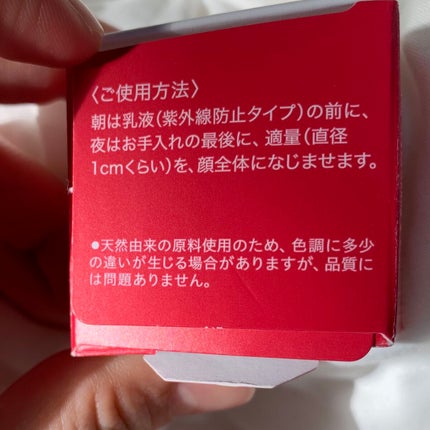 〈ご使用方法〉
朝は乳液(紫外線防止タイプ)の前に、
夜はお手入れの最後に、適量(直径
1cmくらい)を、顔全体になじませます。
●天然由来の原料使用のため、色調に多少
の違いが生じる場合がありますが、品質に
は問題ありません。